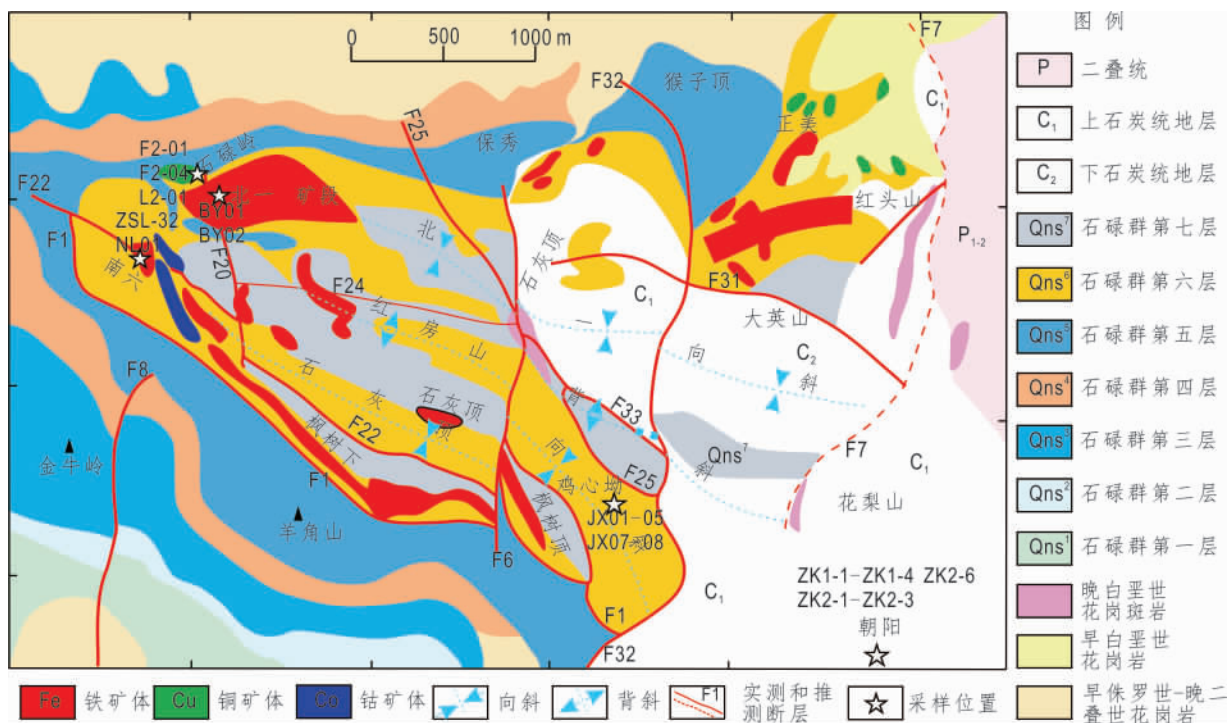 0 500 1000 m
F7
F32
猴子顶
F25
C₁
正美
保秀
F2-01
F2-04
L2-01
石碌岭
F22
ZSL-32
NL01
BY01
BY02
北一 矿段
红头山
F1
南六
F20
北
一
向
斜
石灰顶
P₁₋₂
F24
F31
C₁
大英山
红
房
山
背
斜
C₂
F8
石
灰
顶
向
斜
石灰顶
F33
枫树下
F22
Qns⁷
F7
C₁
金牛岭
F1
F25
鸡心坳
花梨山
羊角山
JX01-05
JX07-08
枫树顶
F6
ZK1-1-ZK1-4 ZK2-6
ZK2-1-ZK2-3
朝阳
C₁
F1
F32
图 例
P 二叠统
C₁ 上石炭统地层
C₂ 下石炭统地层
Qns⁷ 石碌群第七层
Qns⁶ 石碌群第六层
Qns⁵ 石碌群第五层
Qns⁴ 石碌群第四层
Qns³ 石碌群第三层
Qns² 石碌群第二层
Qns¹ 石碌群第一层
晚白垩世
花岗斑岩
早白垩世
花岗岩
早侏罗世-晚二
叠世花岗岩
Fe 铁矿体
Cu 铜矿体
Co 钴矿体
向斜
背斜
F1 实测和推
测断层
采样位置